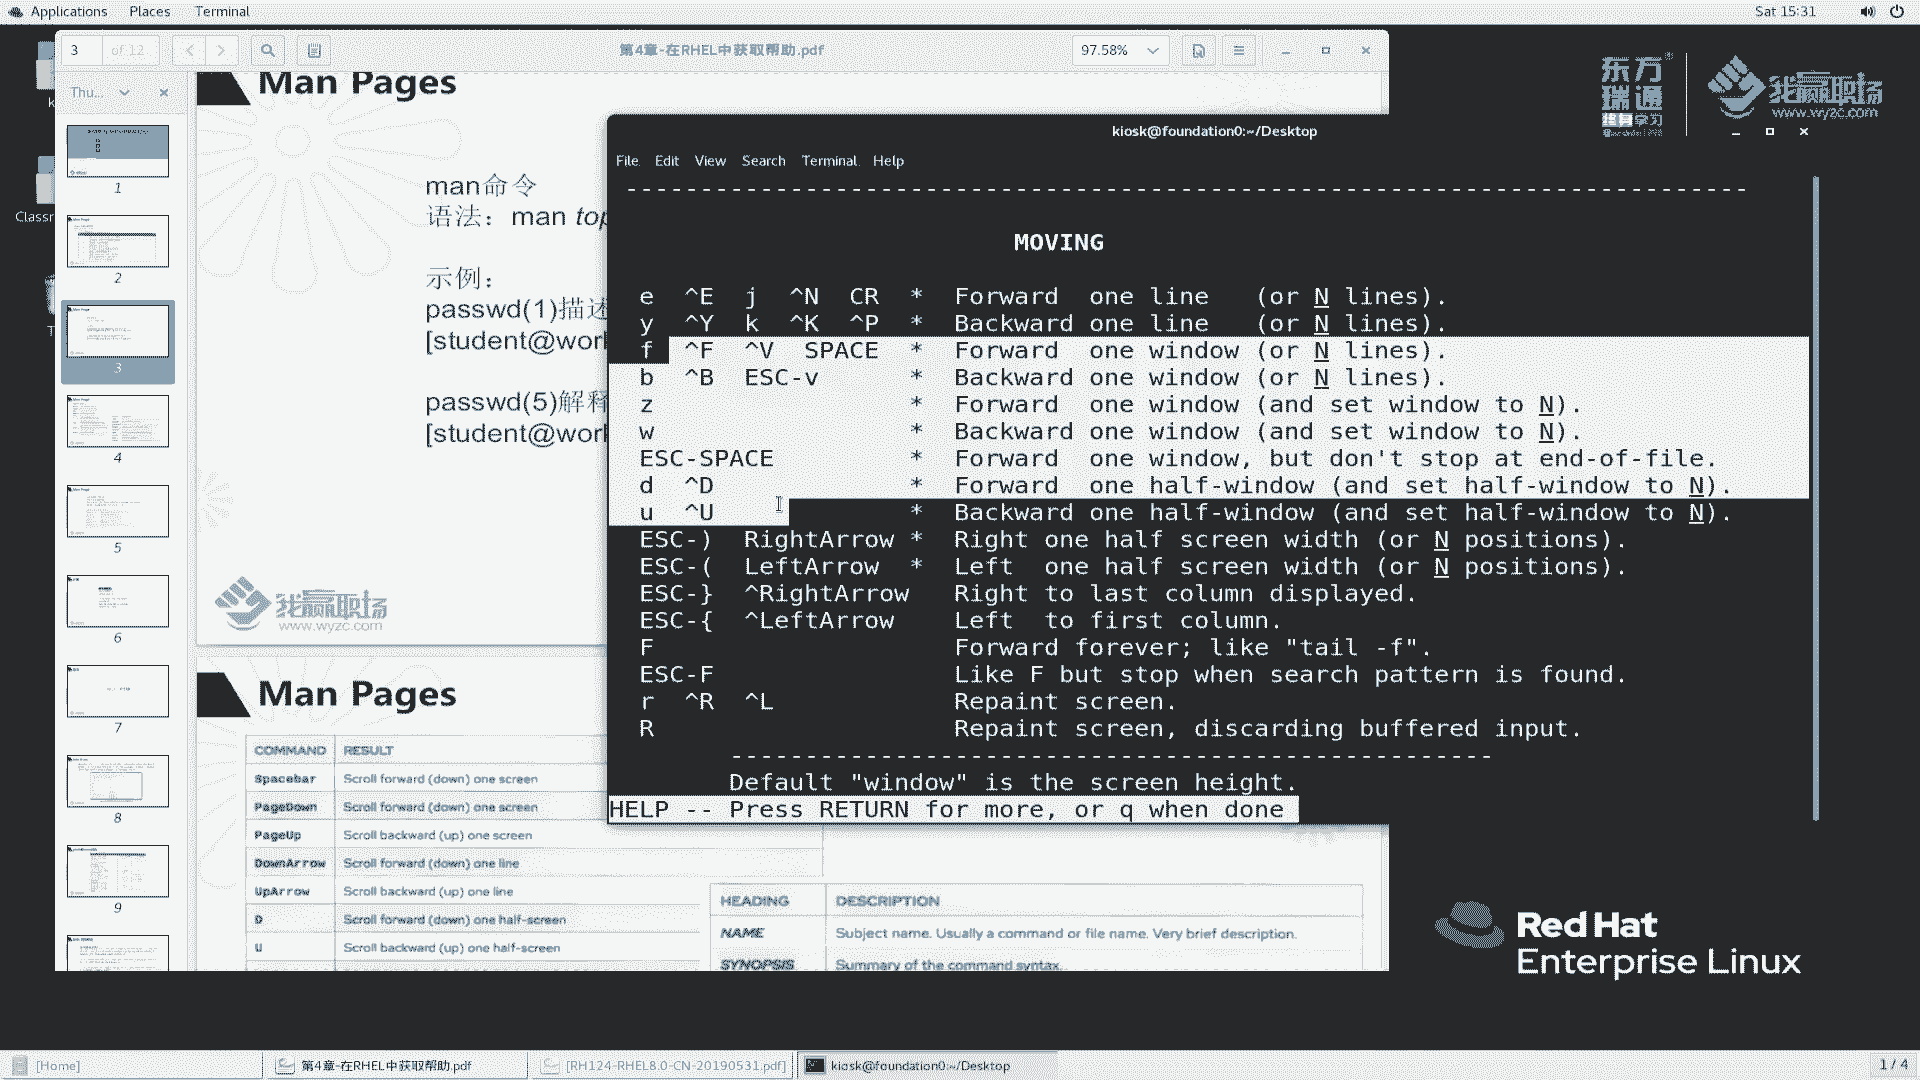 Applications Places Terminal
Sat 15:31
3 of 12
第4章-在RHEL中获取帮助.pdf
97.58%
Thu...
1
2
3
4
5
6
7
8
9
Man Pages
man命令
语法：man
示例：
passwd(1)描述
[student@work
passwd(5)解释
[student@work
我赢职场
www.wyzc.com
Man Pages
COMMAND RESULT
Spacebar Scroll forward (down) one screen
PageDown Scroll forward (down) one screen
PageUp Scroll backward (up) one screen
DownArrow Scroll forward (down) one line
UpArrow Scroll backward (up) one line
D Scroll forward (down) one half-screen
U Scroll backward (up) one half-screen
HEADING DESCRIPTION
NAME Subject name. Usually a command or file name. Very brief description.
SYNOPSIS Summary of the command syntax.
东方瑞通
终身学习
我赢职场
www.wyzc.com
kiosk@foundation0:~/Desktop
File Edit View Search Terminal Help
---------------------------------------------------------------------------
MOVING
e ^E j ^N CR * Forward one line (or N lines).
y ^Y k ^K ^P * Backward one line (or N lines).
f ^F ^V SPACE * Forward one window (or N lines).
b ^B ESC-v * Backward one window (or N lines).
z * Forward one window (and set window to N).
w * Backward one window (and set window to N).
ESC-SPACE * Forward one window, but don't stop at end-of-file.
d ^D * Forward one half-window (and set half-window to N).
u ^U * Backward one half-window (and set half-window to N).
ESC-) RightArrow * Right one half screen width (or N positions).
ESC-( LeftArrow * Left one half screen width (or N positions).
ESC-} ^RightArrow Right to last column displayed.
ESC-{ ^LeftArrow Left to first column.
F Forward forever; like "tail -f".
ESC-F Like F but stop when search pattern is found.
r ^R ^L Repaint screen.
R Repaint screen, discarding buffered input.
---------------------------------------------------
Default "window" is the screen height.
HELP -- Press RETURN for more, or q when done
Red Hat
Enterprise Linux
[Home]
第4章-在RHEL中获取帮助.pdf
[RH124-RHEL8.0-CN-20190531.pdf]
kiosk@foundation0:~/Desktop
1 / 4